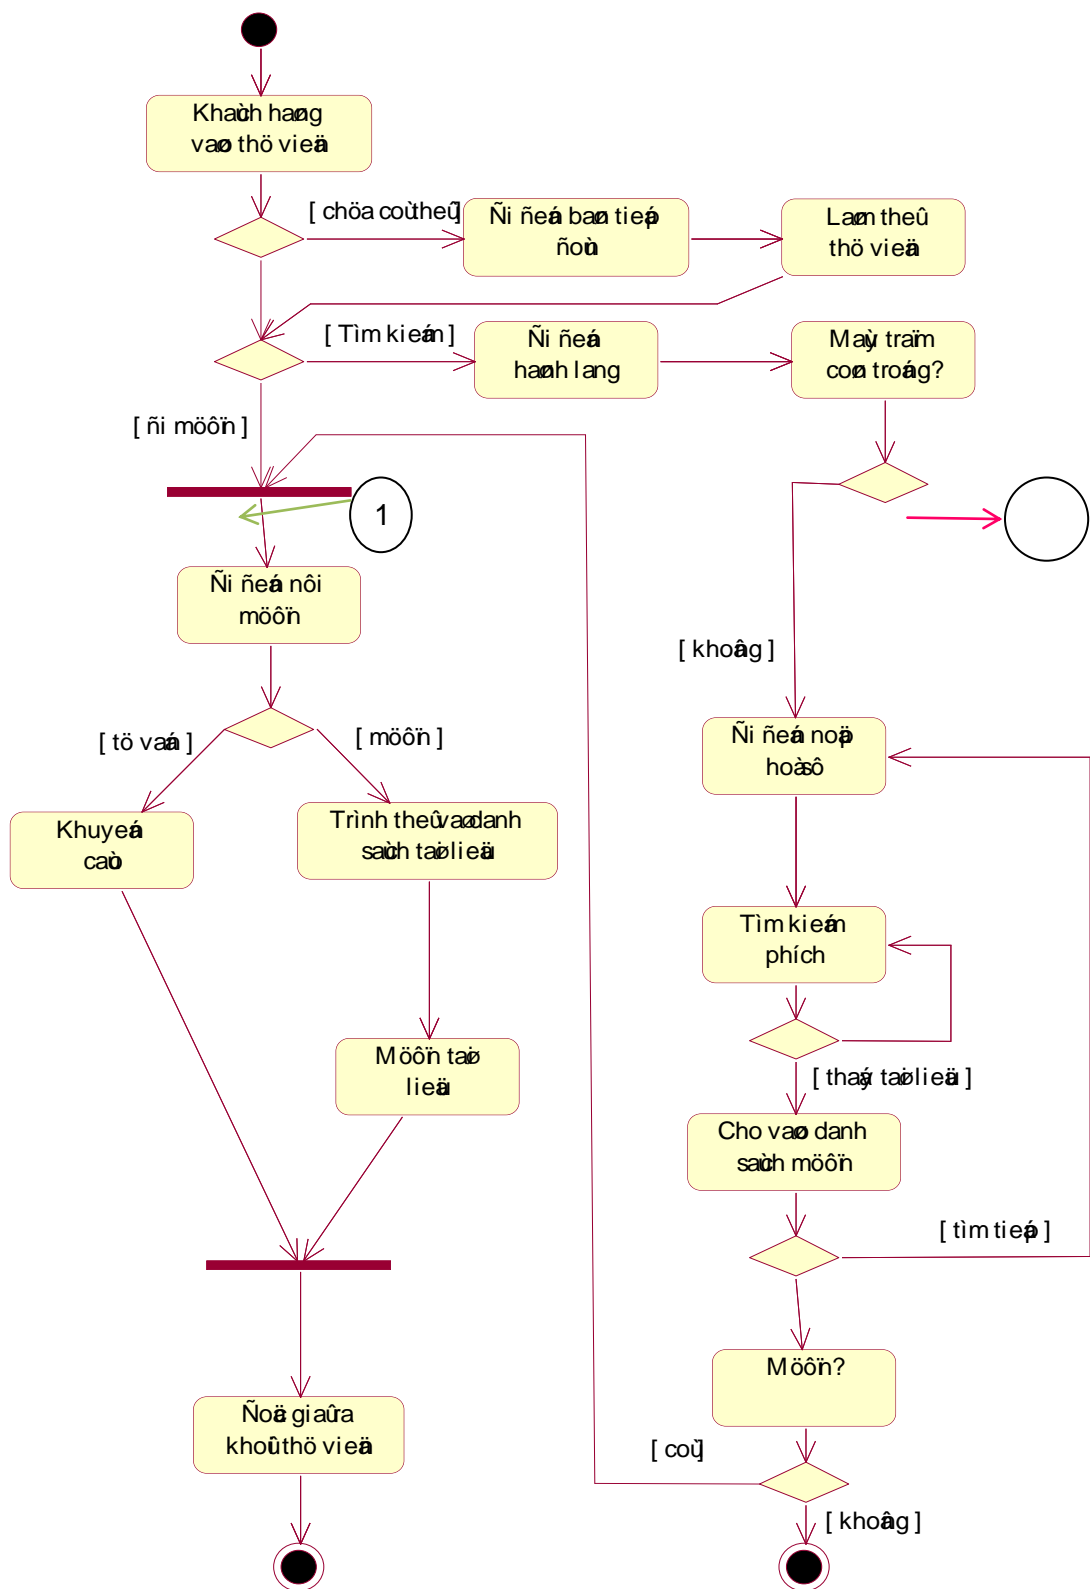 Khaùch haøng
vaøo thö vieän
[ chöa coù theû]
Ñi ñeán baøn tieáp
ñoùn
Laøm theû
thö vieän
[ Tìm kieám ]
Ñi ñeán
haønh lang
Maùy traïm
coøn troáng?
[ ñi möôïn ]
1
Ñi ñeán nôi
möôïn
[ khoâng ]
[ tö vaán ]
[ möôïn ]
Ñi ñeán noäp
hoà sô
Khuyeán
caùo
Trình theû vaø danh
saùch taøi lieäu
Tìm kieám
phích
Möôïn taøi
lieäu
[ thaáy taøi lieäu ]
Cho vaøo danh
saùch möôïn
[ tìm tieáp ]
Möôïn?
Ñoäc giaû ra
khoûi thö vieän
[ coù]
[ khoâng ]